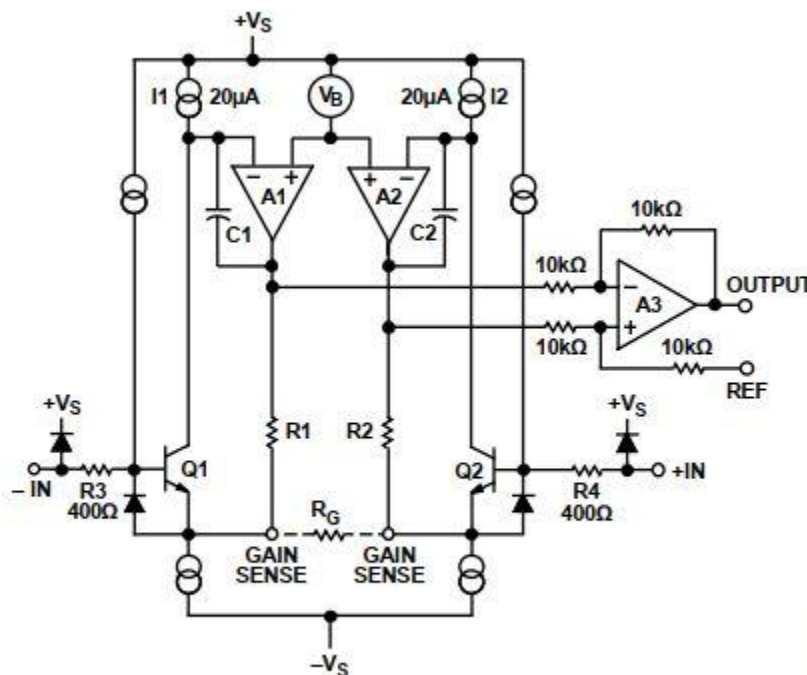 +VS
I1 20µA VB 20µA I2
A1 A2
C1 C2
10kΩ
10kΩ
A3
OUTPUT
10kΩ
10kΩ
REF
+VS
+VS
R1 R2
– IN
R3
400Ω
Q1
Q2
R4
400Ω
+IN
RG
GAIN
SENSE
GAIN
SENSE
–VS